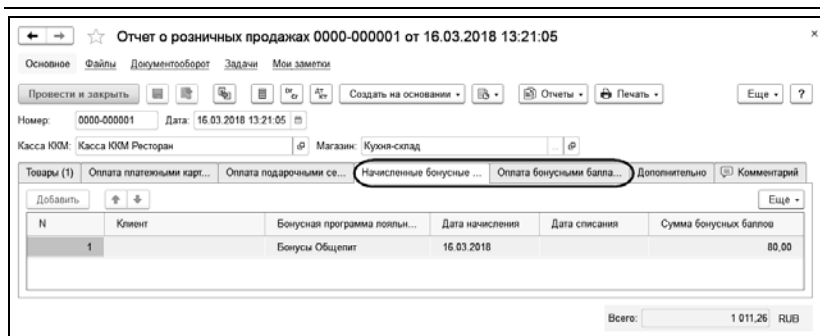 Отчет о розничных продажах 0000-000001 от 16.03.2018 13:21:05
Основное Файлы Документооборот Задачи Мои заметки
Провести и закрыть Dr Cr Дт Кт Создать на основании Отчеты Печать Еще ?
Номер: 0000-000001 Дата: 16.03.2018 13:21:05
Касса ККМ: Касса ККМ Ресторан Магазин: Кухня-склад
Товары (1) Оплата платежными карт... Оплата подарочными се... Начисленные бонусные ... Оплата бонусными балла... Дополнительно Комментарий
Добавить Еще
N Клиент Бонусная программа лояльн... Дата начисления Дата списания Сумма бонусных баллов
1 Бонусы Общепит 16.03.2018 80,00
Всего: 1 011,26 RUB